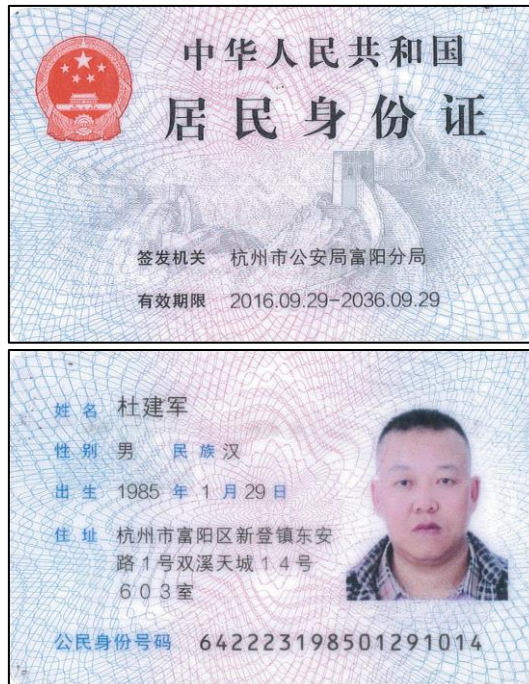 中华人民共和国
居民身份证
签发机关 杭州市公安局富阳分局
有效期限 2016.09.29-2036.09.29
姓名 杜建军
性别 男 民族 汉
出生 1985 年 1 月 29 日
住址 杭州市富阳区新登镇东安
路1号双溪天城14号
603室
公民身份号码 642223198501291014